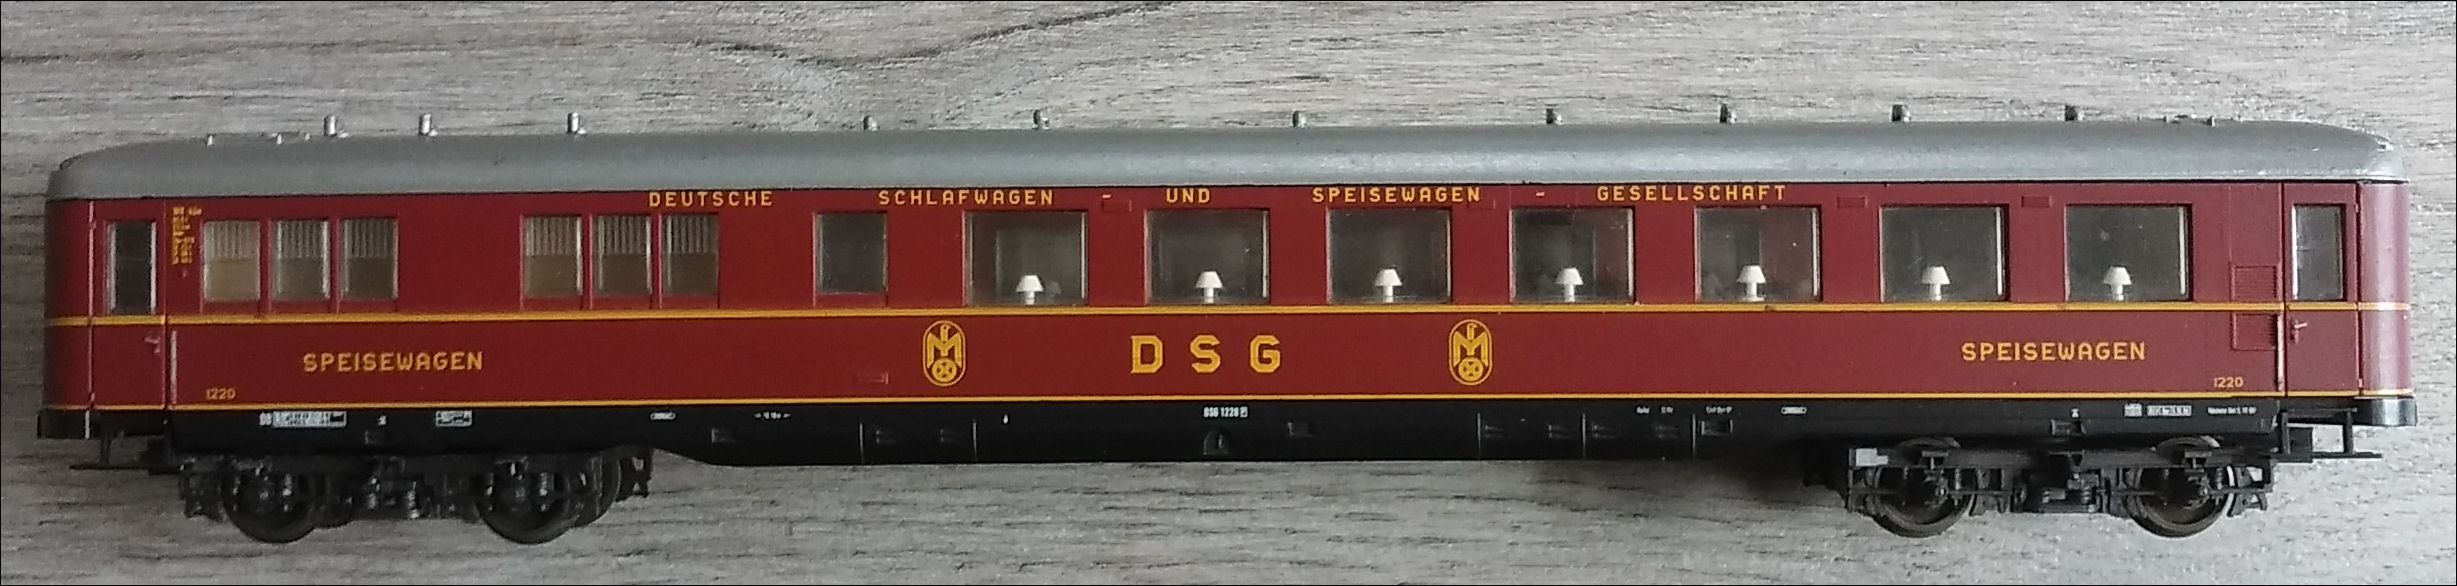 DEUTSCHE SCHLAFWAGEN - UND SPEISEWAGEN - GESELLSCHAFT
SPEISEWAGEN
DSG
SPEISEWAGEN
1220
1220
DSG 1220